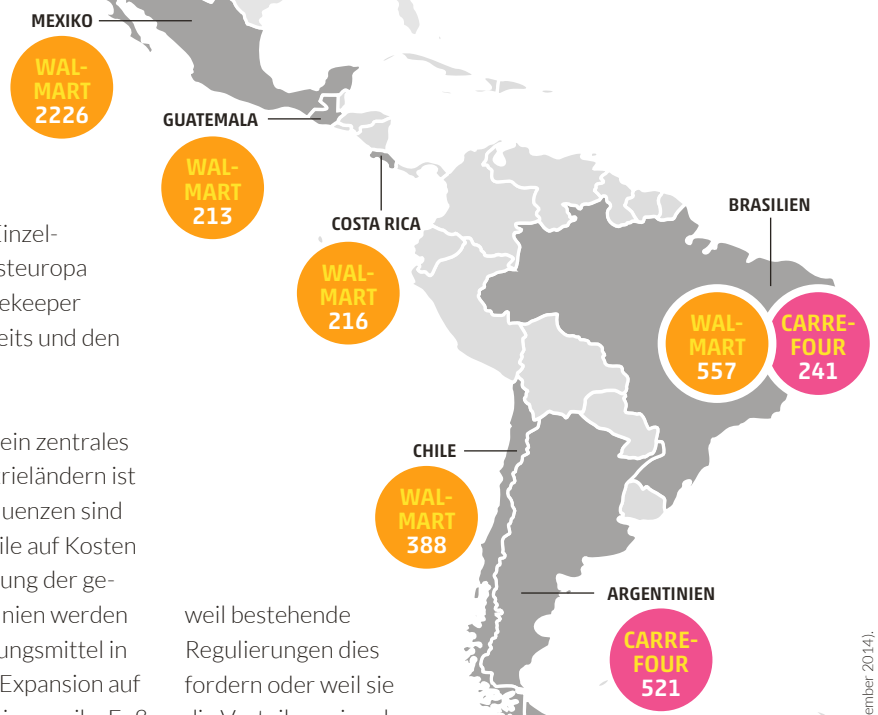 MEXIKO
WAL-
MART
2226
GUATEMALA
WAL-
MART
213
COSTA RICA
WAL-
MART
216
BRASILIEN
WAL-
MART
557
CARRE-
FOUR
241
CHILE
WAL-
MART
388
ARGENTINIEN
CARRE-
FOUR
521
Einzel-
steuropa
ekeeper
eits und den
ein zentrales
rieländern ist
uenzen sind
ile auf Kosten
ung der ge-
nien werden
ungsmittel in
Expansion auf
weil bestehende
Regulierungen dies
fordern oder weil sie
ember 2014).